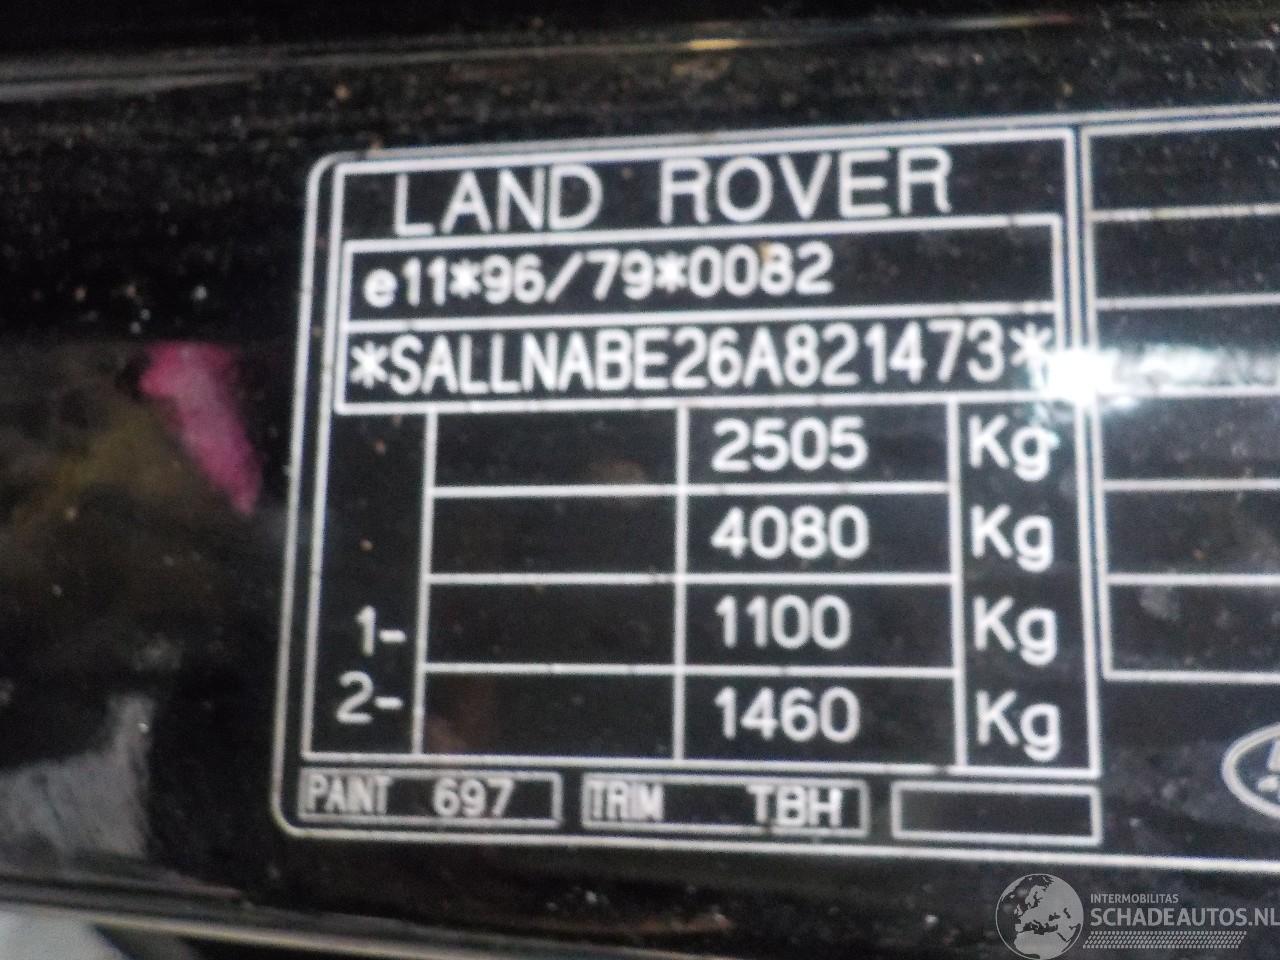 LAND ROVER
e11*96/79*0082
*SALLNABE26A821473*
2505 Kg
4080 Kg
1- 1100 Kg
2- 1460 Kg
PAINT 697 TRIM TBH
INTERMOBILITAS
SCHADEAUTOS.NL